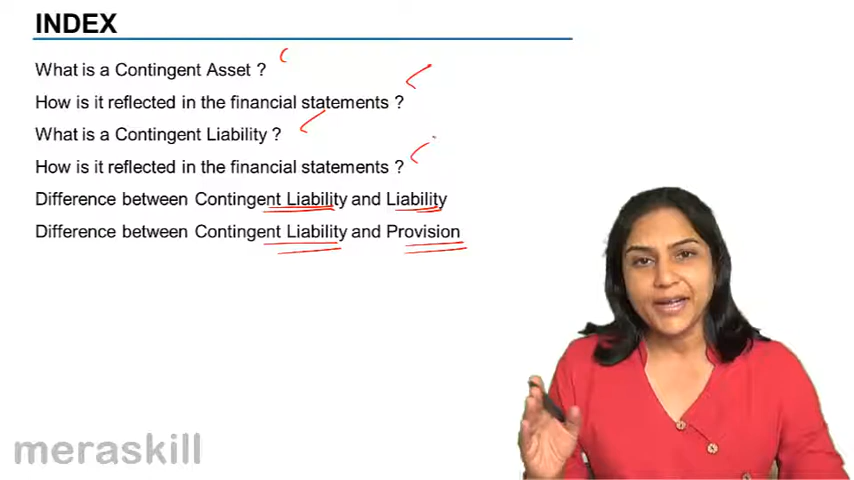 INDEX
What is a Contingent Asset ?
How is it reflected in the financial statements ?
What is a Contingent Liability ?
How is it reflected in the financial statements ?
Difference between Contingent Liability and Liability
Difference between Contingent Liability and Provision
meraskill